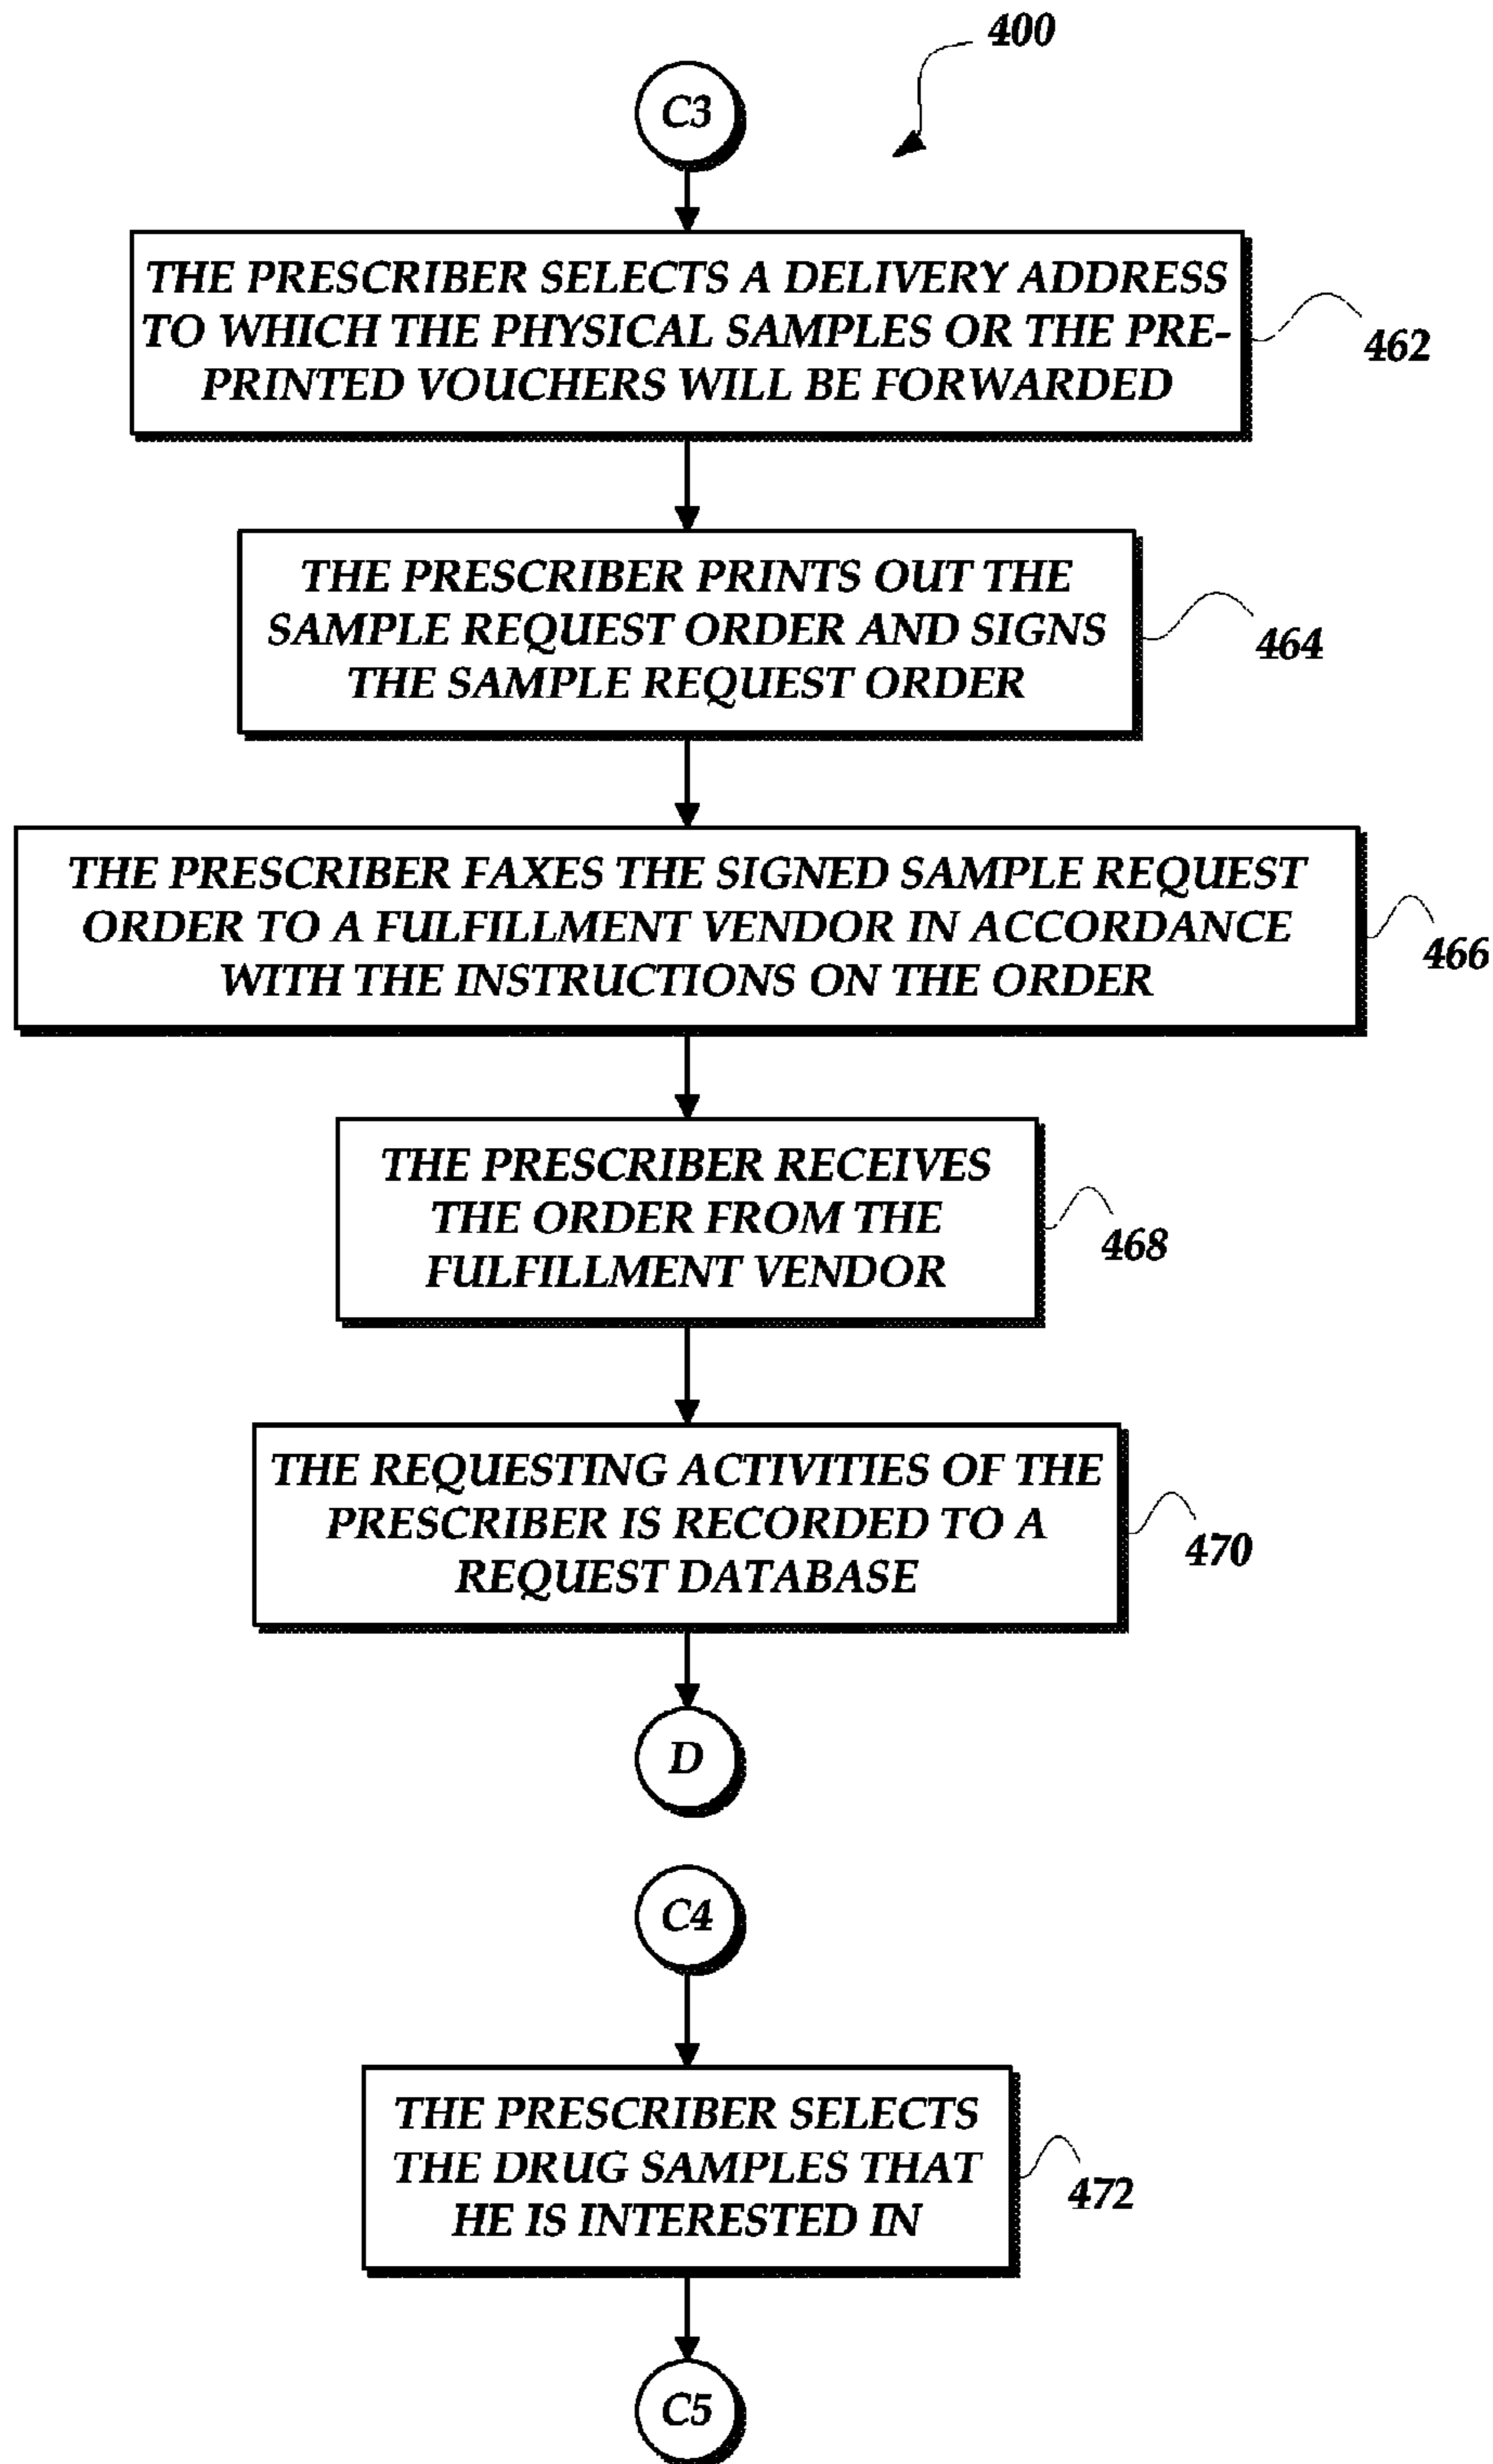 400
C3
THE PRESCRIBER SELECTS A DELIVERY ADDRESS
TO WHICH THE PHYSICAL SAMPLES OR THE PRE-
PRINTED VOUCHERS WILL BE FORWARDED
462
THE PRESCRIBER PRINTS OUT THE
SAMPLE REQUEST ORDER AND SIGNS
THE SAMPLE REQUEST ORDER
464
THE PRESCRIBER FAXES THE SIGNED SAMPLE REQUEST
ORDER TO A FULFILLMENT VENDOR IN ACCORDANCE
WITH THE INSTRUCTIONS ON THE ORDER
466
THE PRESCRIBER RECEIVES
THE ORDER FROM THE
FULFILLMENT VENDOR
468
THE REQUESTING ACTIVITIES OF THE
PRESCRIBER IS RECORDED TO A
REQUEST DATABASE
470
D
C4
THE PRESCRIBER SELECTS
THE DRUG SAMPLES THAT
HE IS INTERESTED IN
472
C5